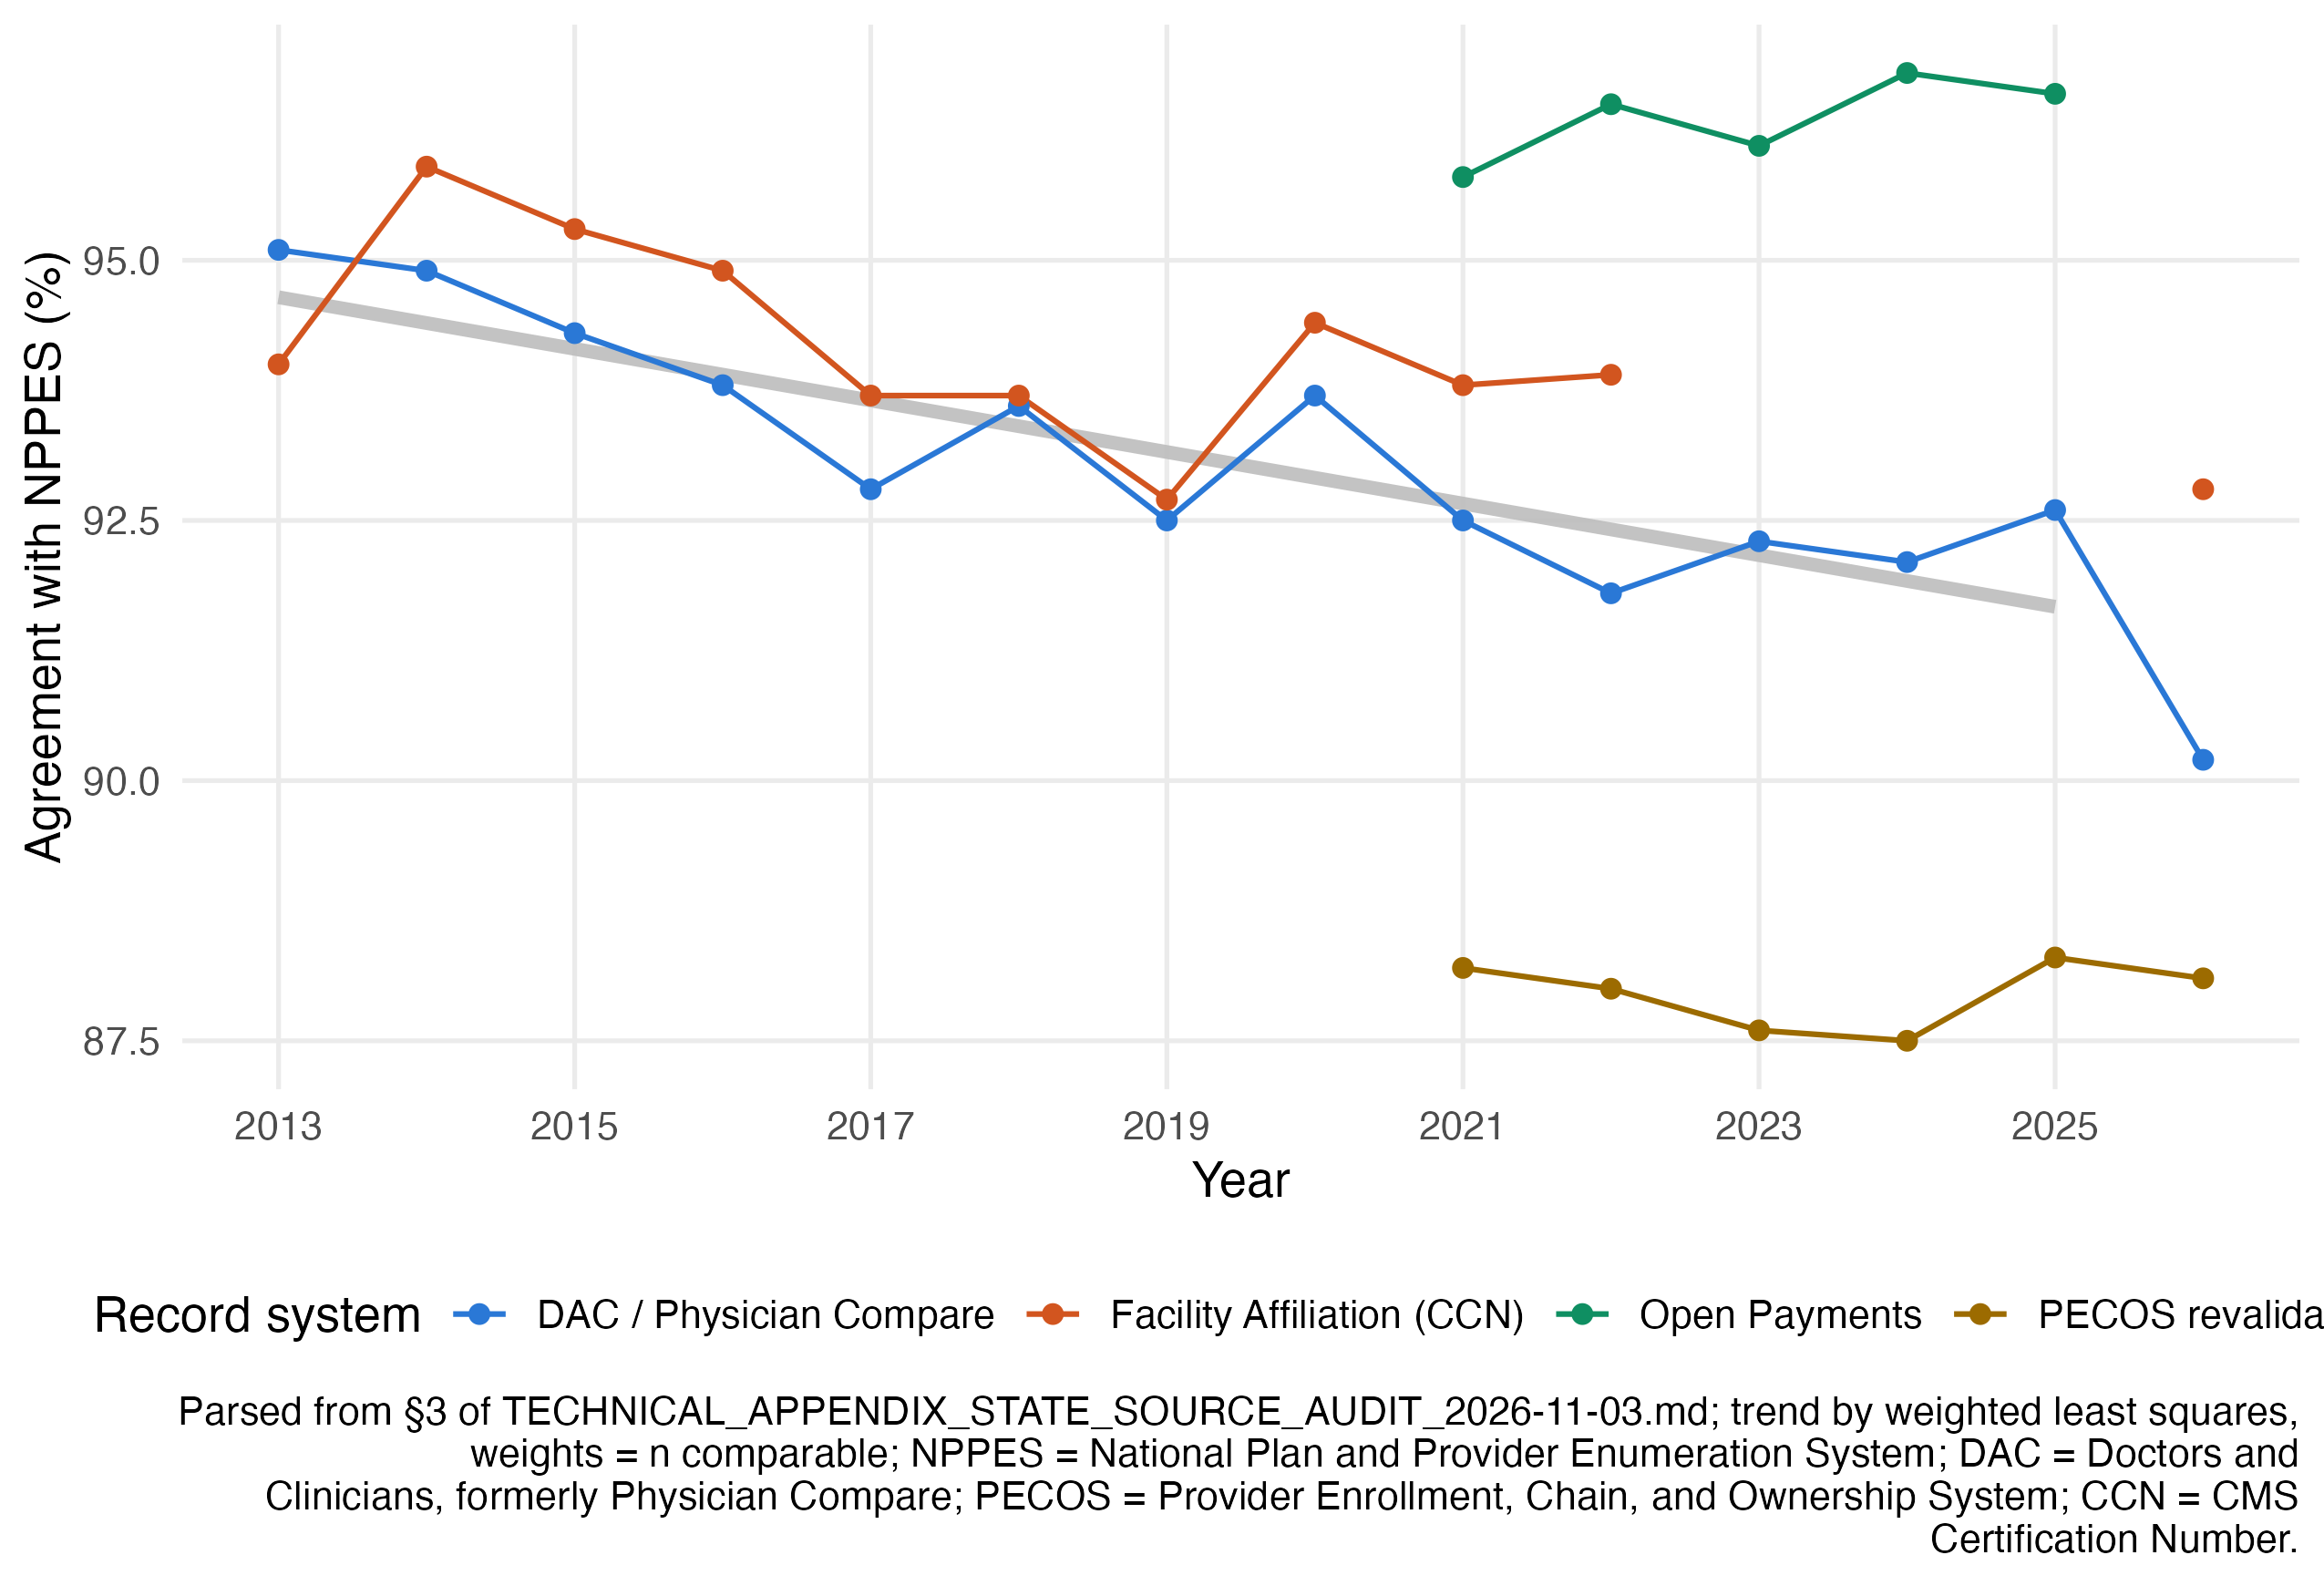 Agreement with NPPES (%)
95.0
92.5
90.0
87.5
2013 2015 2017 2019 2021 2023 2025
Year
Record system DAC / Physician Compare Facility Affiliation (CCN) Open Payments PECOS revalida
Parsed from §3 of TECHNICAL_APPENDIX_STATE_SOURCE_AUDIT_2026-11-03.md; trend by weighted least squares,
weights = n comparable; NPPES = National Plan and Provider Enumeration System; DAC = Doctors and
Clinicians, formerly Physician Compare; PECOS = Provider Enrollment, Chain, and Ownership System; CCN = CMS
Certification Number.